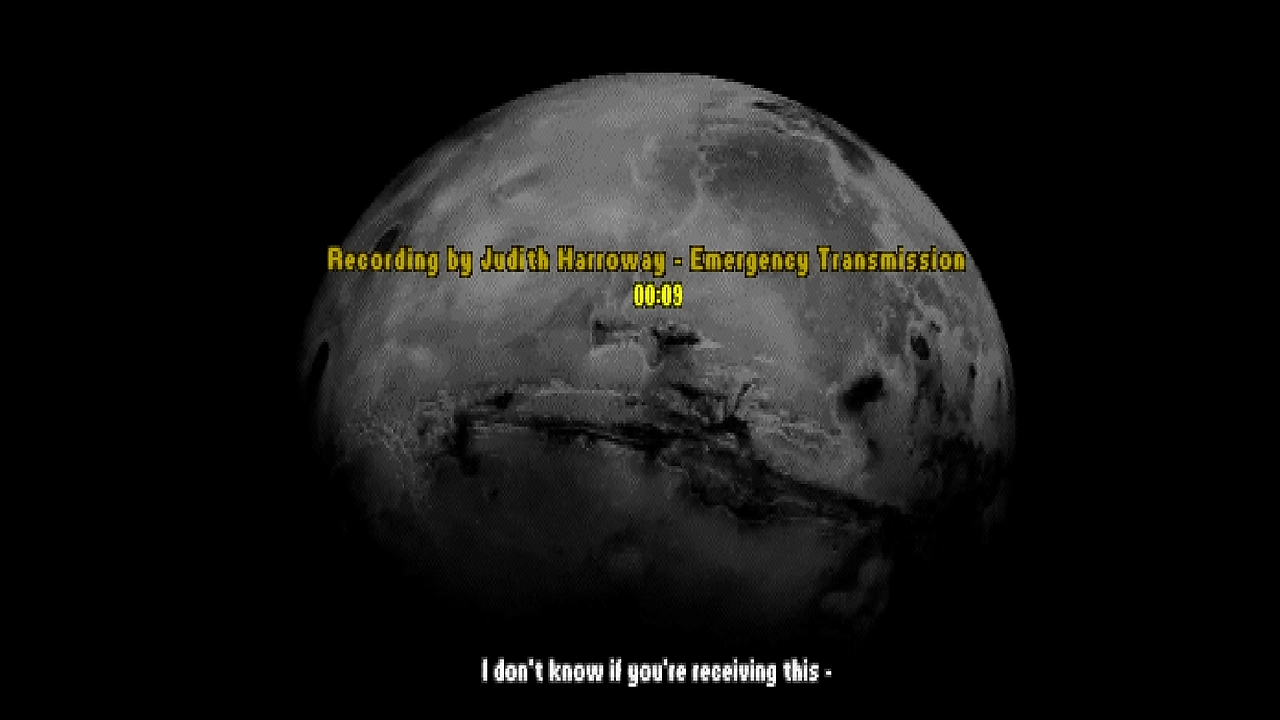 Recording by Judith Harroway - Emergency Transmission
00:09
I don't know if you're receiving this -